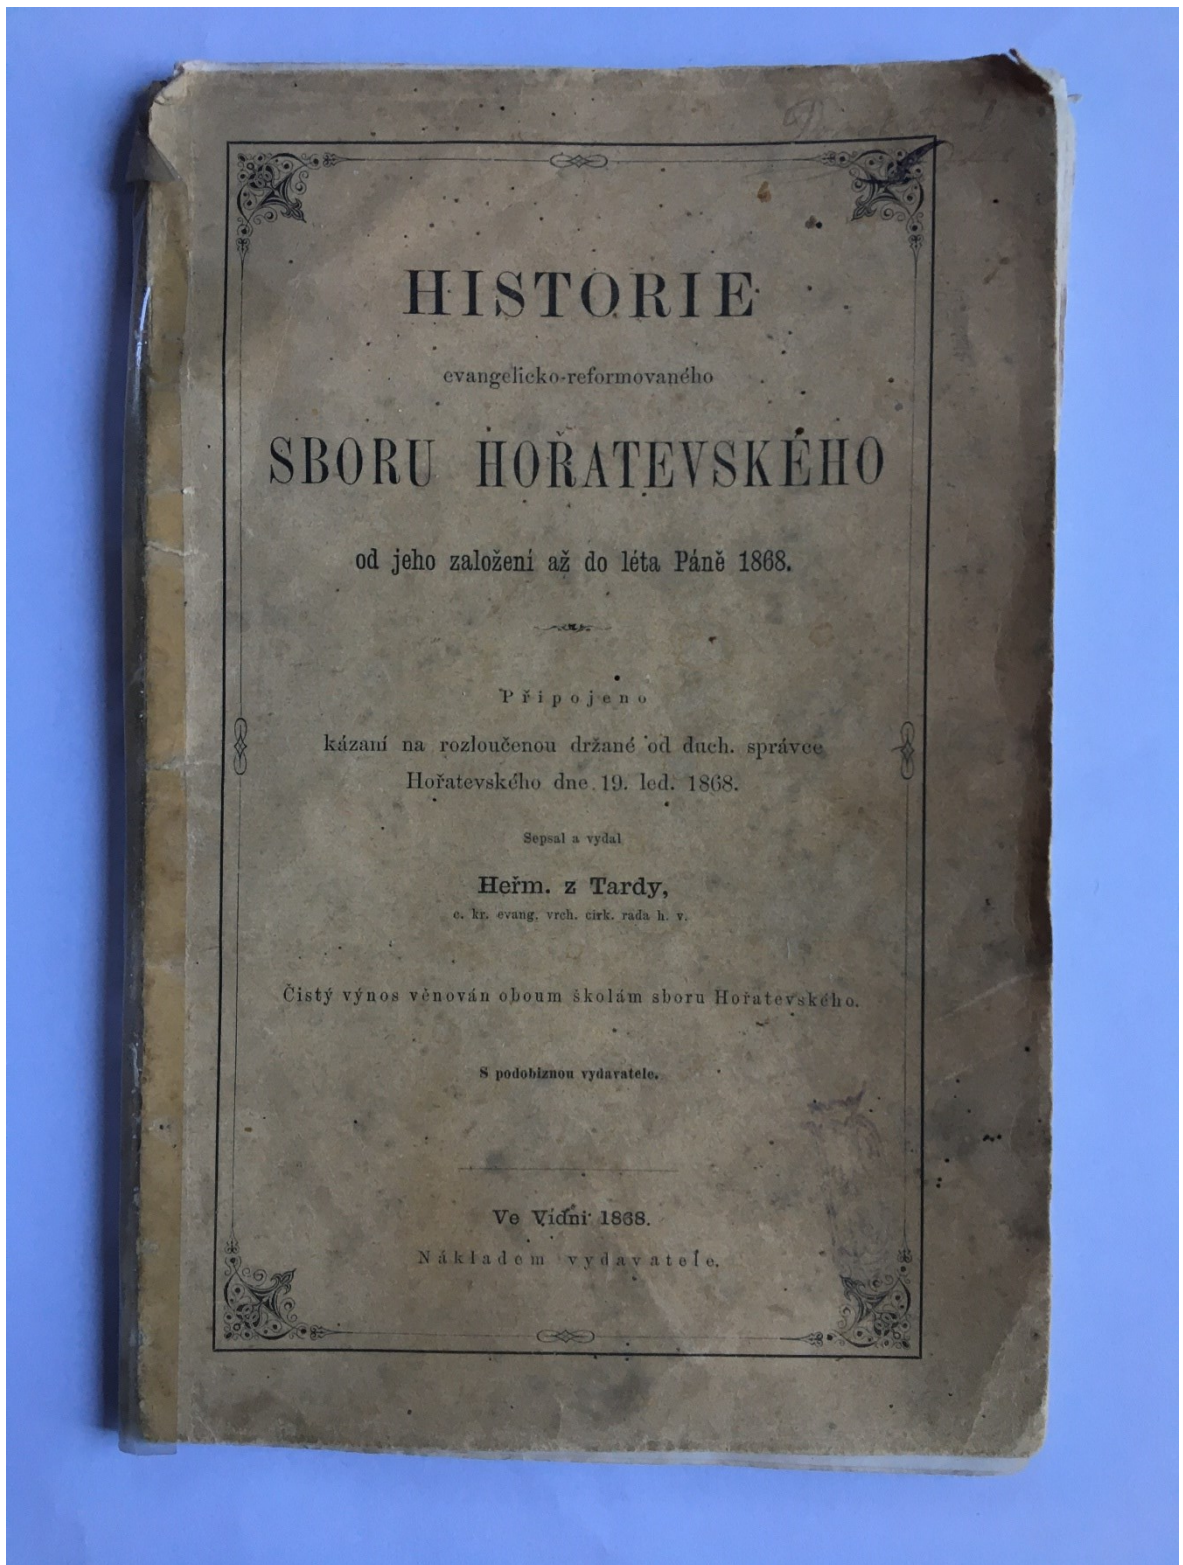 HISTORIE
evangelicko-reformovaného
SBORU HOŘATEVSKÉHO
od jeho založení až do léta Páně 1868.
Připojeno
kázaní na rozloučenou držané od duch. správce
Hořatevského dne 19. led. 1868.
Sepsal a vydal
Heřm. z Tardy,
c. kr. evang. vrch. cirk. rada h. v.
Čistý výnos věnován oboum školám sboru Hořatevského.
S podobiznou vydavatele.
Ve Vídni 1868.
Nákladem vydavatele.